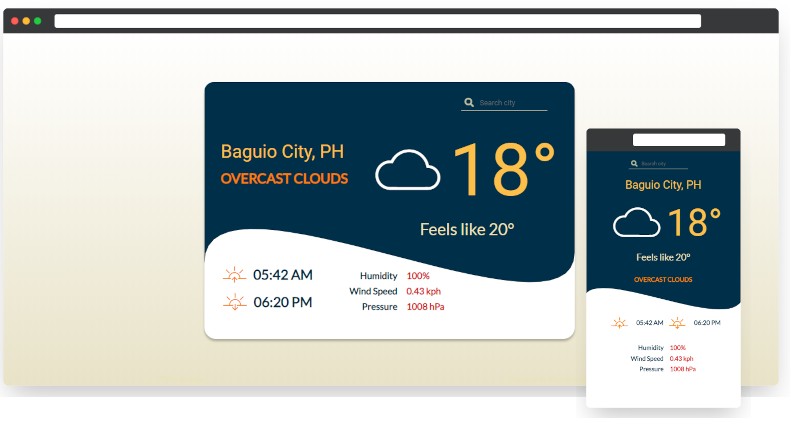 Search city
Baguio City, PH
OVERCAST CLOUDS
18°
Feels like 20°
05:42 AM
06:20 PM
Humidity 100%
Wind Speed 0.43 kph
Pressure 1008 hPa
Search city
Baguio City, PH
18°
Feels like 20°
OVERCAST CLOUDS
05:42 AM 06:20 PM
Humidity 100%
Wind Speed 0.43 kph
Pressure 1008 hPa